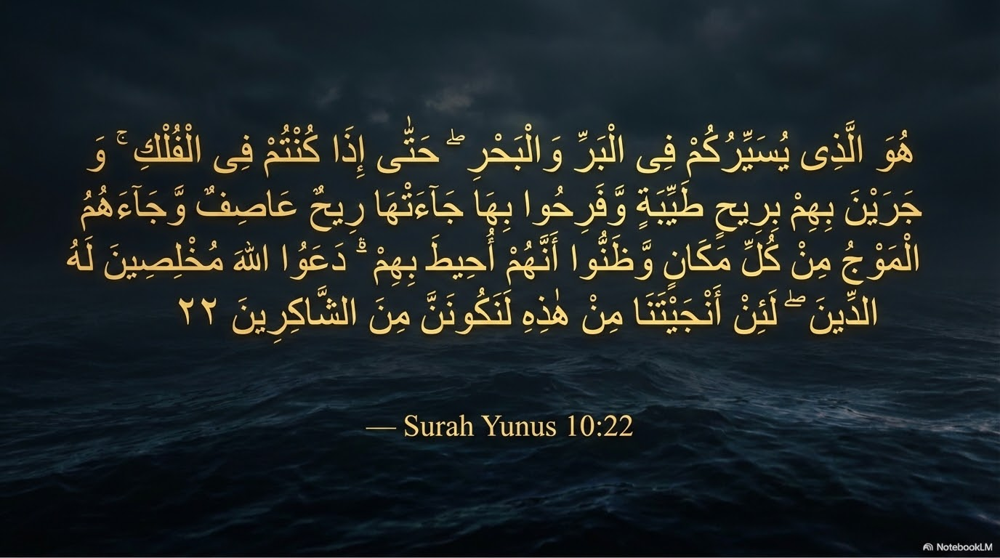 هُوَ الَّذِى يُسَيِّرُكُمْ فِى الْبَرِّ وَالْبَحْرِ ۖ حَتّٰى إِذَا كُنْتُمْ فِى الْفُلْكِ ۚ وَ
جَرَيْنَ بِهِمْ بِرِيحٍ طَيِّبَةٍ وَّفَرِحُوا بِهَا جَآءَتْهَا رِيحٌ عَاصِفٌ وَّجَآءَهُمُ
الْمَوْجُ مِنْ كُلِّ مَكَانٍ وَّظَنُّوا أَنَّهُمْ أُحِيطَ بِهِمْ ۙ دَعَوُا اللهَ مُخْلِصِينَ لَهُ
الدِّينَ ۖ لَئِنْ أَنْجَيْتَنَا مِنْ هٰذِهِ لَنَكُونَنَّ مِنَ الشَّاكِرِينَ ٢٢
— Surah Yunus 10:22
NotebookLM